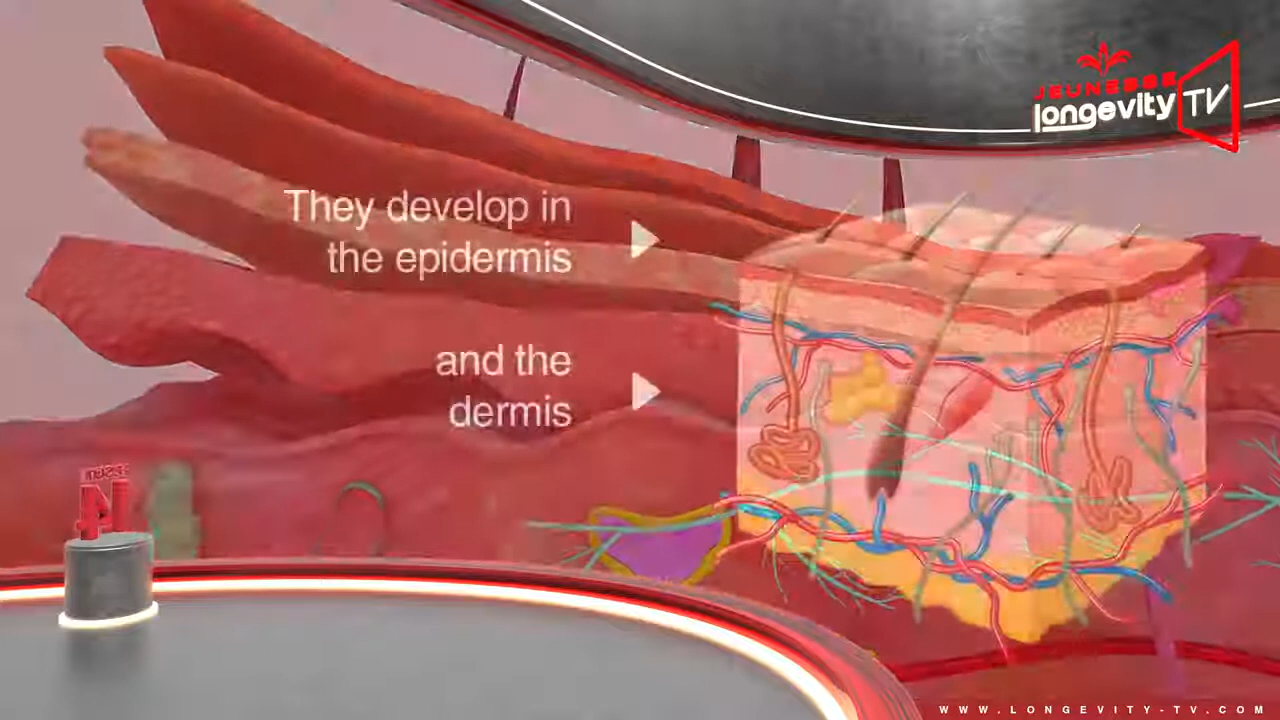 JEUNESSE
longevity TV
They develop in
the epidermis
and the
dermis
WWW.LONGEVITY-TV.COM